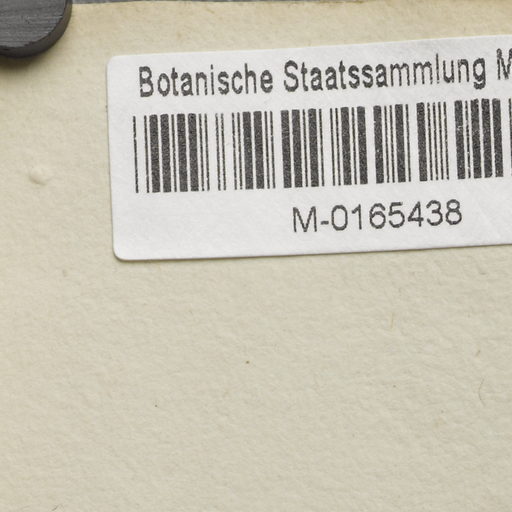 Botanische Staatssammlung M
M-0165438